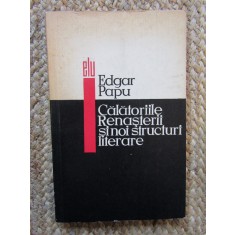 elu
Edgar
Papu
Călătoriile
Renașterii
și noi structuri
literare